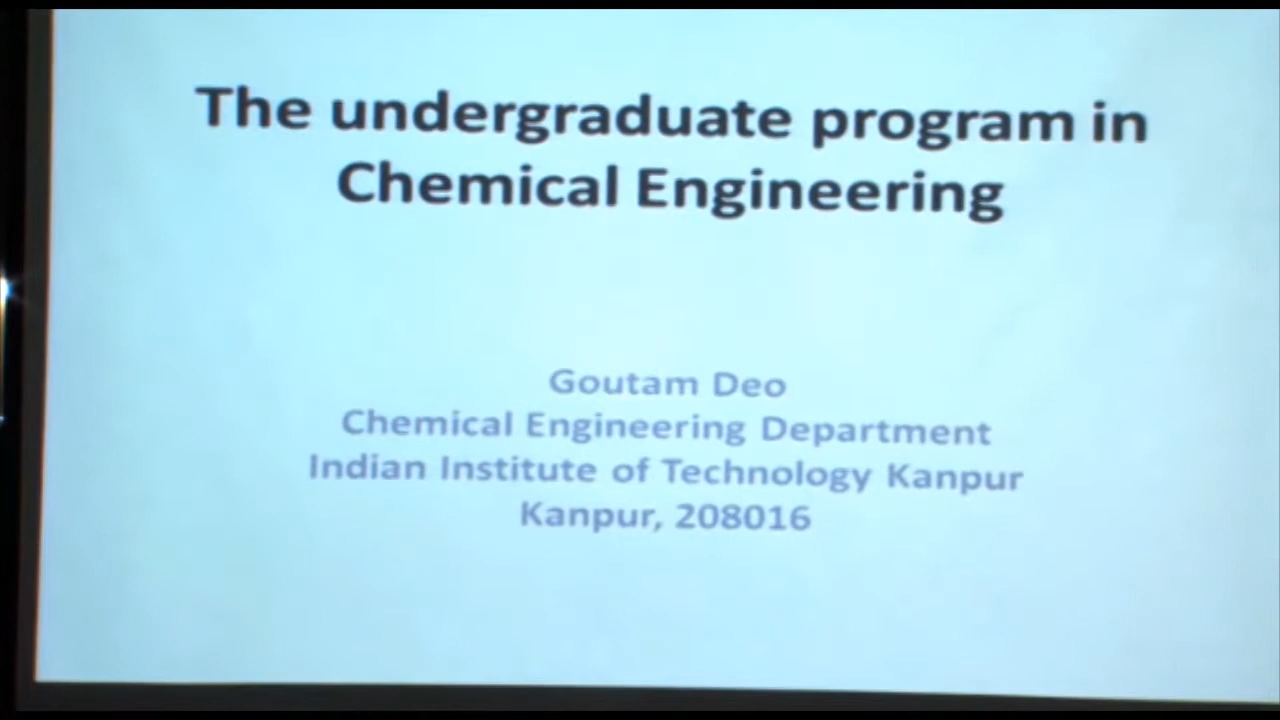 The undergraduate program in
Chemical Engineering
Goutam Deo
Chemical Engineering Department
Indian Institute of Technology Kanpur
Kanpur, 208016